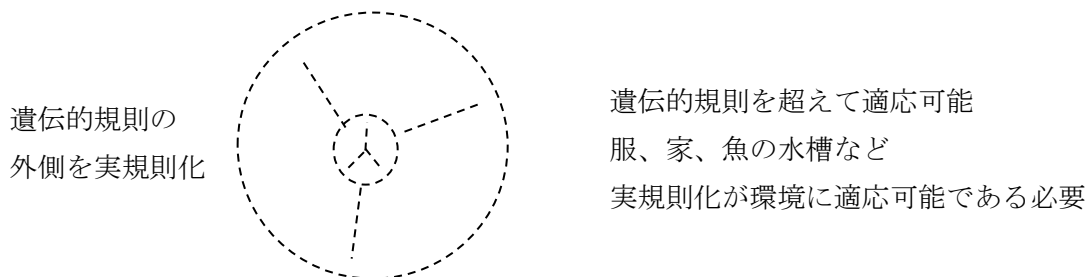 遺伝的規則の
外側を実規則化
遺伝的規則を超えて適応可能
服、家、魚の水槽など
実規則化が環境に適応可能である必要